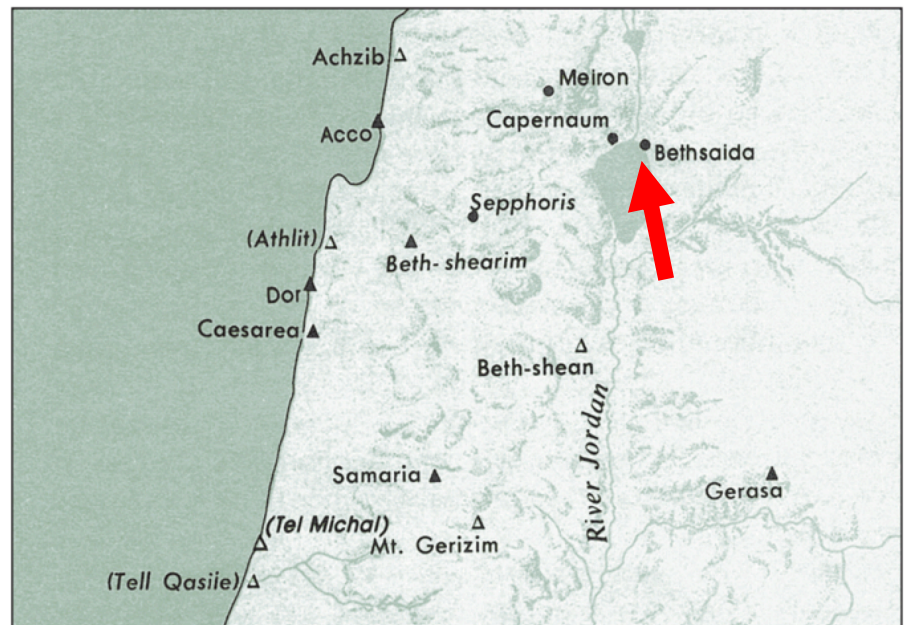 Achzib
Meiron
Capernaum
Acco
Bethsaida
Sepphoris
(Athlit)
Beth-shearim
Dor
Caesarea
Beth-shean
River Jordan
Samaria
Gerasa
(Tel Michal)
Mt. Gerizim
(Tell Qasile)